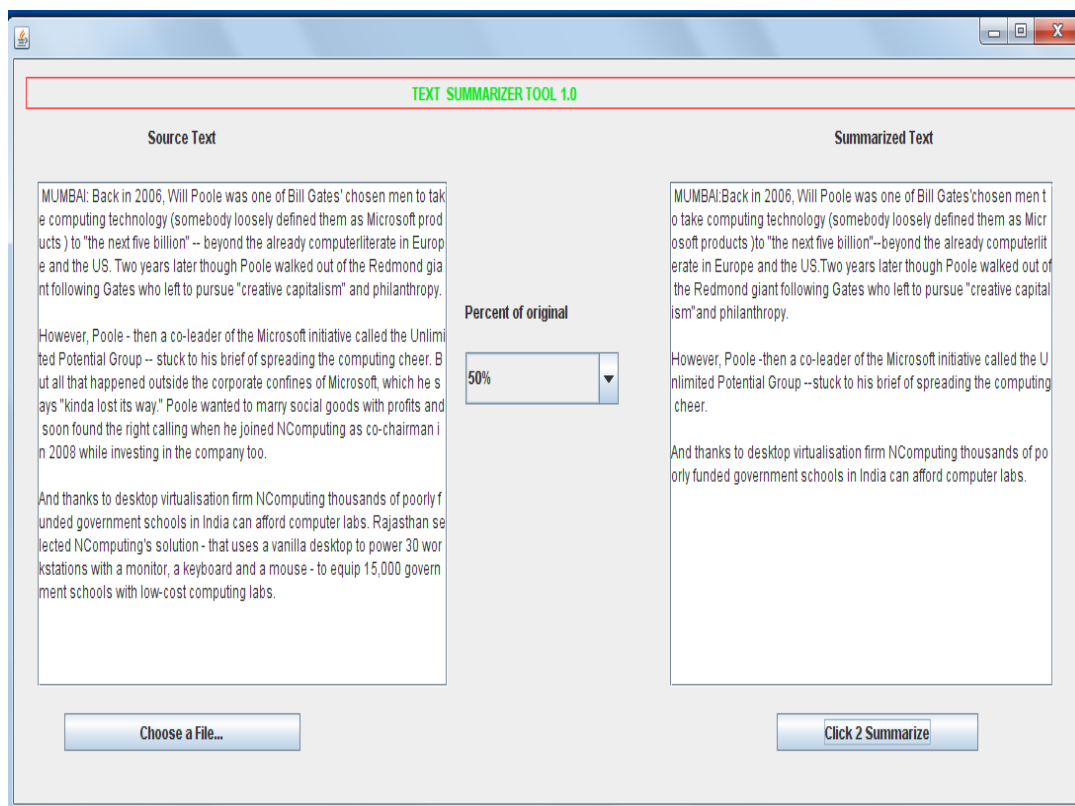 X
TEXT SUMMARIZER TOOL 1.0
Source Text
MUMBAI: Back in 2006, Will Poole was one of Bill Gates' chosen men to tak
e computing technology (somebody loosely defined them as Microsoft prod
ucts ) to "the next five billion" -- beyond the already computerliterate in Europ
e and the US. Two years later though Poole walked out of the Redmond gia
nt following Gates who left to pursue "creative capitalism" and philanthropy.
However, Poole - then a co-leader of the Microsoft initiative called the Unlimi
ted Potential Group -- stuck to his brief of spreading the computing cheer. B
ut all that happened outside the corporate confines of Microsoft, which he s
ays "kinda lost its way." Poole wanted to marry social goods with profits and
soon found the right calling when he joined NComputing as co-chairman i
n 2008 while investing in the company too.
And thanks to desktop virtualisation firm NComputing thousands of poorly f
unded government schools in India can afford computer labs. Rajasthan se
lected NComputing's solution - that uses a vanilla desktop to power 30 wor
kstations with a monitor, a keyboard and a mouse - to equip 15,000 govern
ment schools with low-cost computing labs.
Choose a File...
Percent of original
50%
Summarized Text
MUMBAI:Back in 2006, Will Poole was one of Bill Gates'chosen men t
o take computing technology (somebody loosely defined them as Micr
osoft products )to "the next five billion"--beyond the already computerlit
erate in Europe and the US.Two years later though Poole walked out of
the Redmond giant following Gates who left to pursue "creative capital
ism"and philanthropy.
However, Poole -then a co-leader of the Microsoft initiative called the U
nlimited Potential Group --stuck to his brief of spreading the computing
cheer.
And thanks to desktop virtualisation firm NComputing thousands of po
orly funded government schools in India can afford computer labs.
Click 2 Summarize